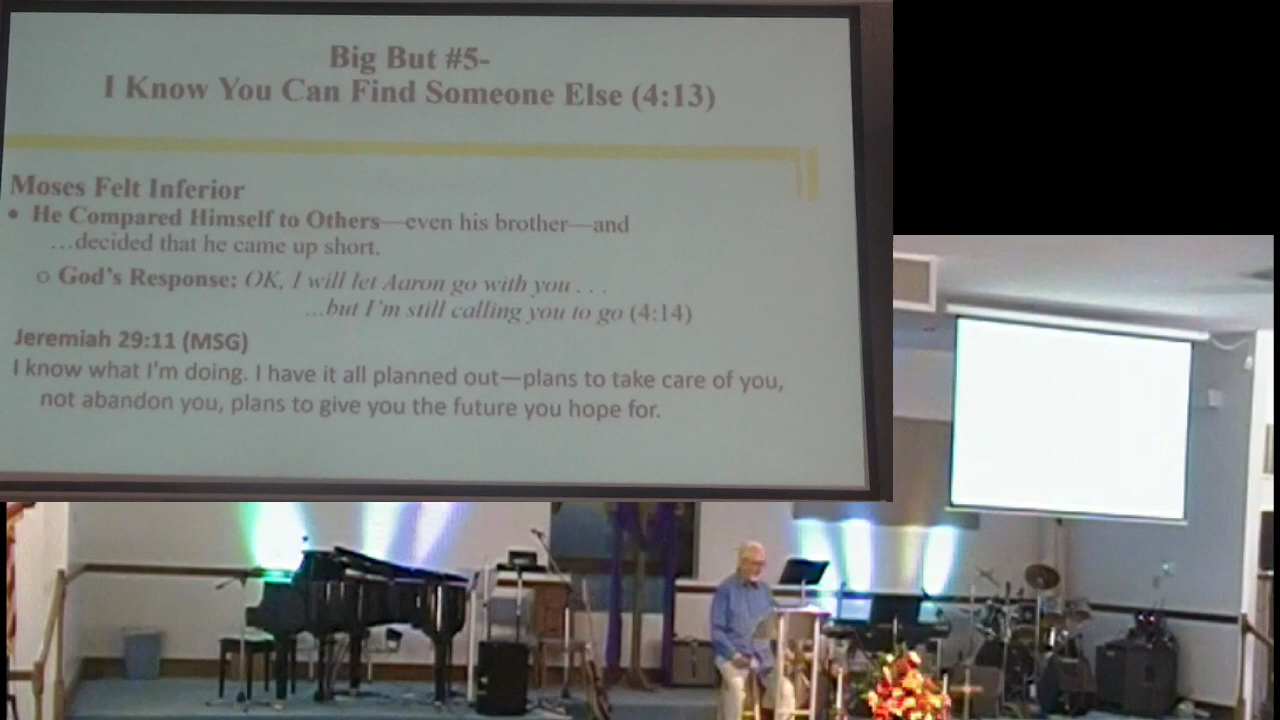 Big But #5-
I Know You Can Find Someone Else (4:13)
Moses Felt Inferior
• He Compared Himself to Others—even his brother—and
…decided that he came up short.
o God's Response: OK, I will let Aaron go with you . . .
…but I'm still calling you to go (4:14)
Jeremiah 29:11 (MSG)
I know what I'm doing. I have it all planned out—plans to take care of you,
not abandon you, plans to give you the future you hope for.